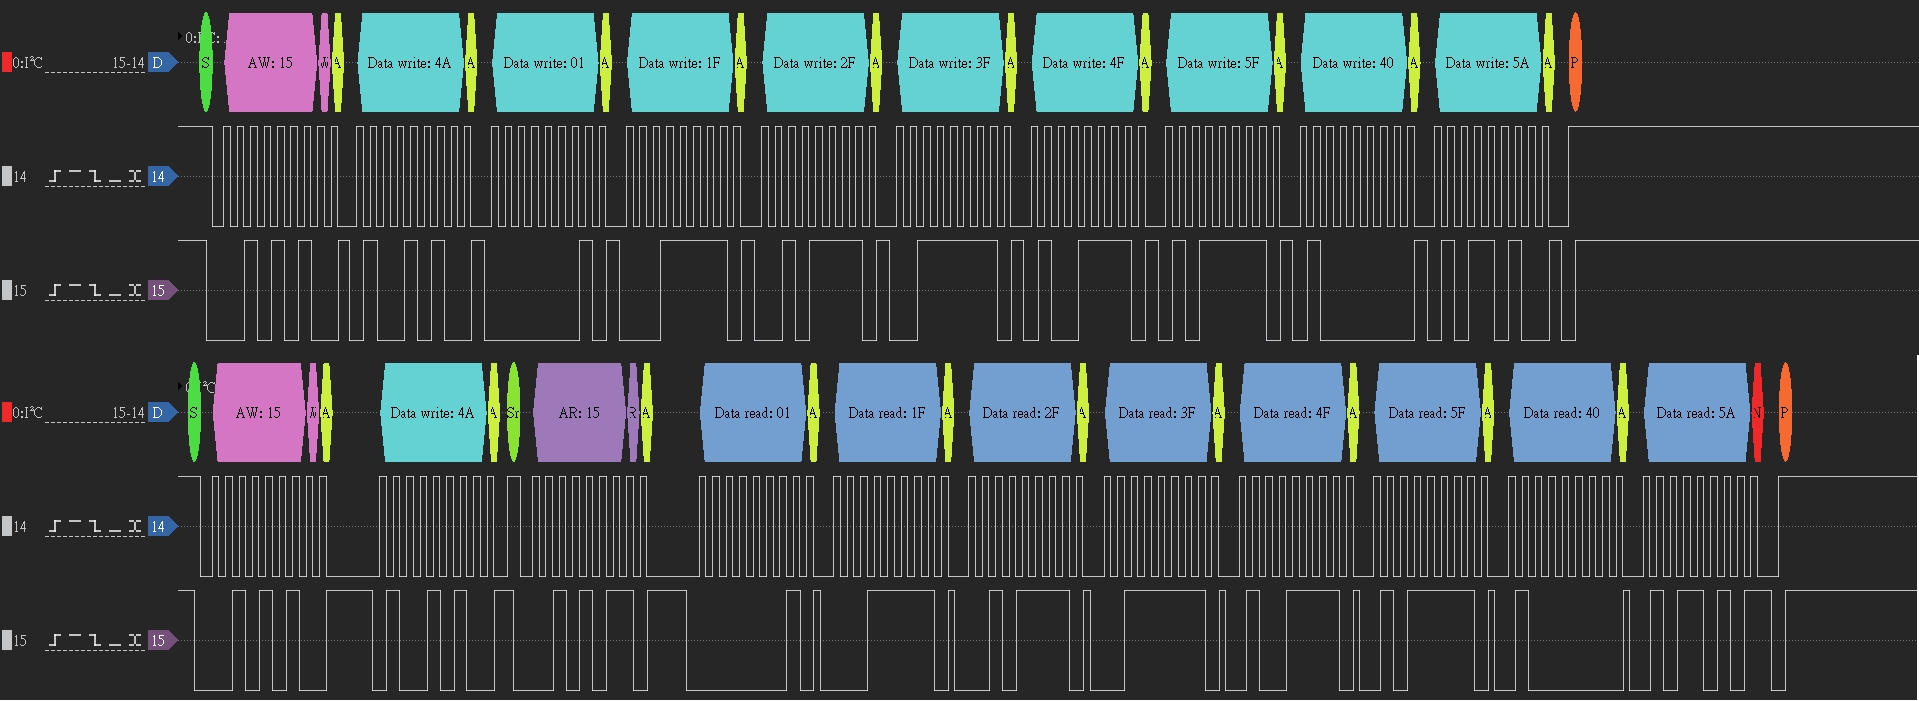 0:I²C:
0:I²C 15-14 D S AW: 15 W A Data write: 4A A Data write: 01 A Data write: 1F A Data write: 2F A Data write: 3F A Data write: 4F A Data write: 5F A Data write: 40 A Data write: 5A A P
14 14
15 15
0:I²C 15-14 D S AW: 15 W A Data write: 4A A Sr AR: 15 R A Data read: 01 A Data read: 1F A Data read: 2F A Data read: 3F A Data read: 4F A Data read: 5F A Data read: 40 A Data read: 5A N P
14 14
15 15